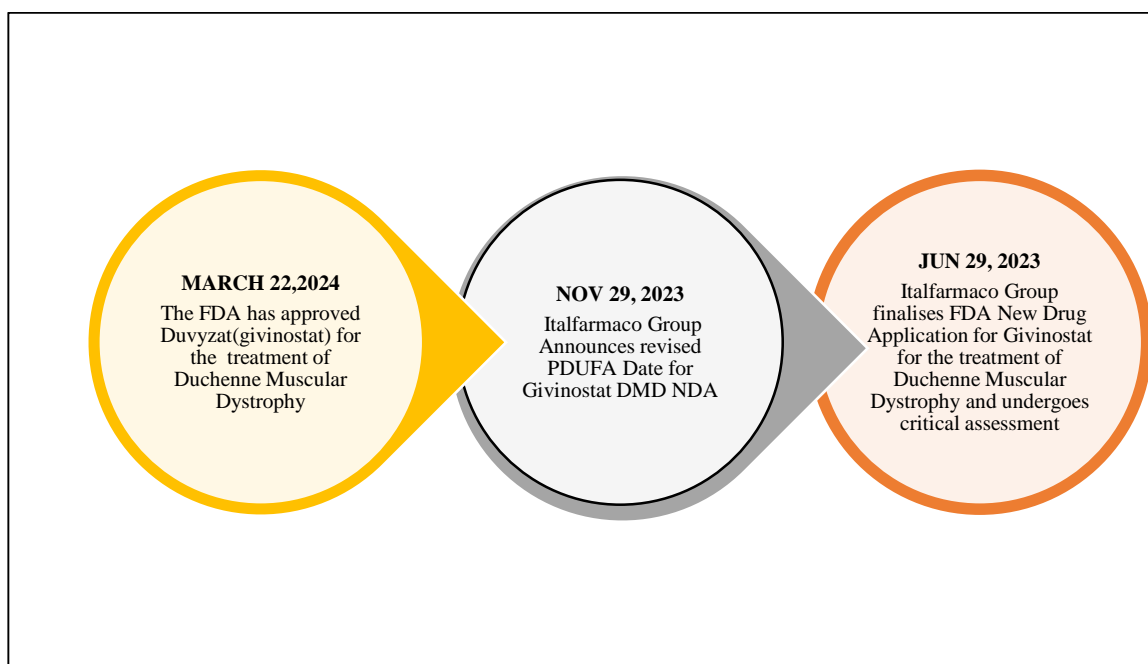 MARCH 22,2024
The FDA has approved
Duvyzat(givinostat) for
the treatment of
Duchenne Muscular
Dystrophy
NOV 29, 2023
Italfarmaco Group
Announces revised
PDUFA Date for
Givinostat DMD NDA
JUN 29, 2023
Italfarmaco Group
finalises FDA New Drug
Application for Givinostat
for the treatment of
Duchenne Muscular
Dystrophy and undergoes
critical assessment